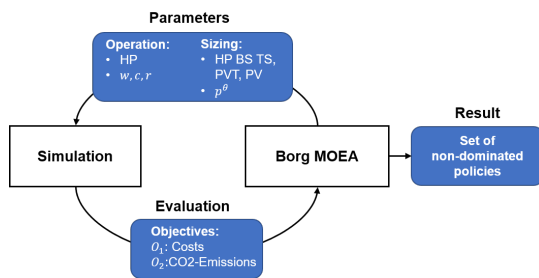 Parameters
Operation:
• HP
• w, c, r
Sizing:
• HP BS TS,
PVT, PV
• p^θ
Simulation
Borg MOEA
Result
Set of
non-dominated
policies
Evaluation
Objectives:
O₁: Costs
O₂:CO2-Emissions